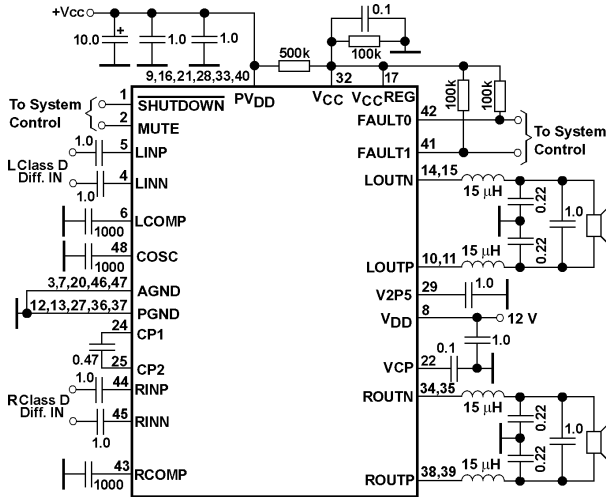 +Vcc
10.0
+
1.0
1.0
0.1
500k
100k
9,16,21,28,33,40
32
17
100k
100k
1
SHUTDOWN
PVDD
VCC
VCCREG
42
FAULT0
To System
Control
2
MUTE
1.0
5
LINP
FAULT1
41
To System
Control
L Class D
Diff. IN
4
LINN
1.0
LOUTN
14,15
15 µH
0.22
1.0
6
LCOMP
1000
48
COSC
1000
0.22
LOUTP
10,11
15 µH
3,7,20,46,47
AGND
V2P5
29
1.0
12,13,27,36,37
PGND
VDD
8
12 V
24
CP1
1.0
0.47
25
CP2
VCP
22
0.1
1.0
44
RINP
ROUTN
34,35
15 µH
R Class D
Diff. IN
45
RINN
1.0
0.22
1.0
0.22
43
RCOMP
1000
15 µH
ROUTP
38,39